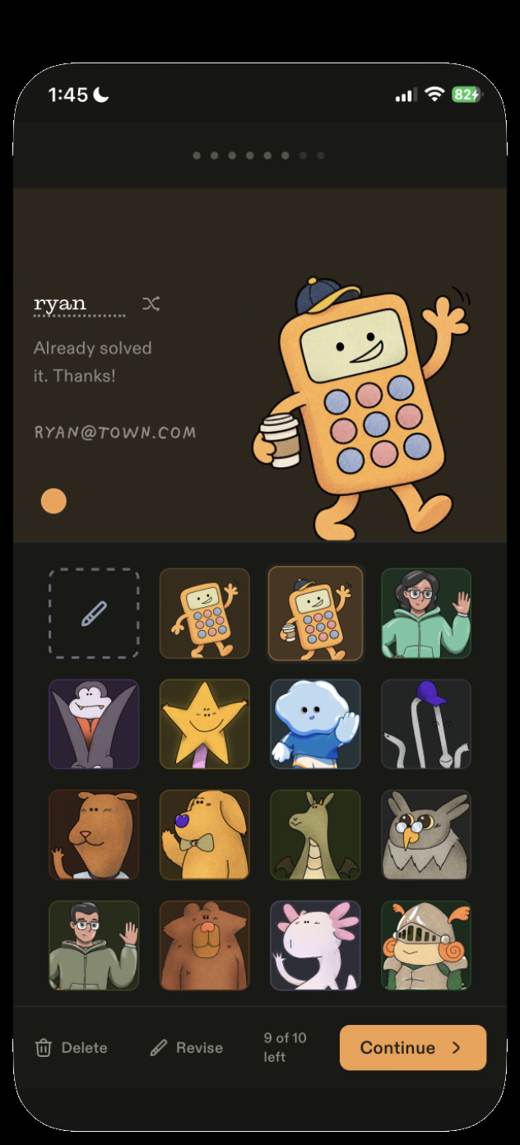 1:45
82
ryan
Already solved
it. Thanks!
RYAN@TOWN.COM
Delete
Revise
9 of 10
left
Continue